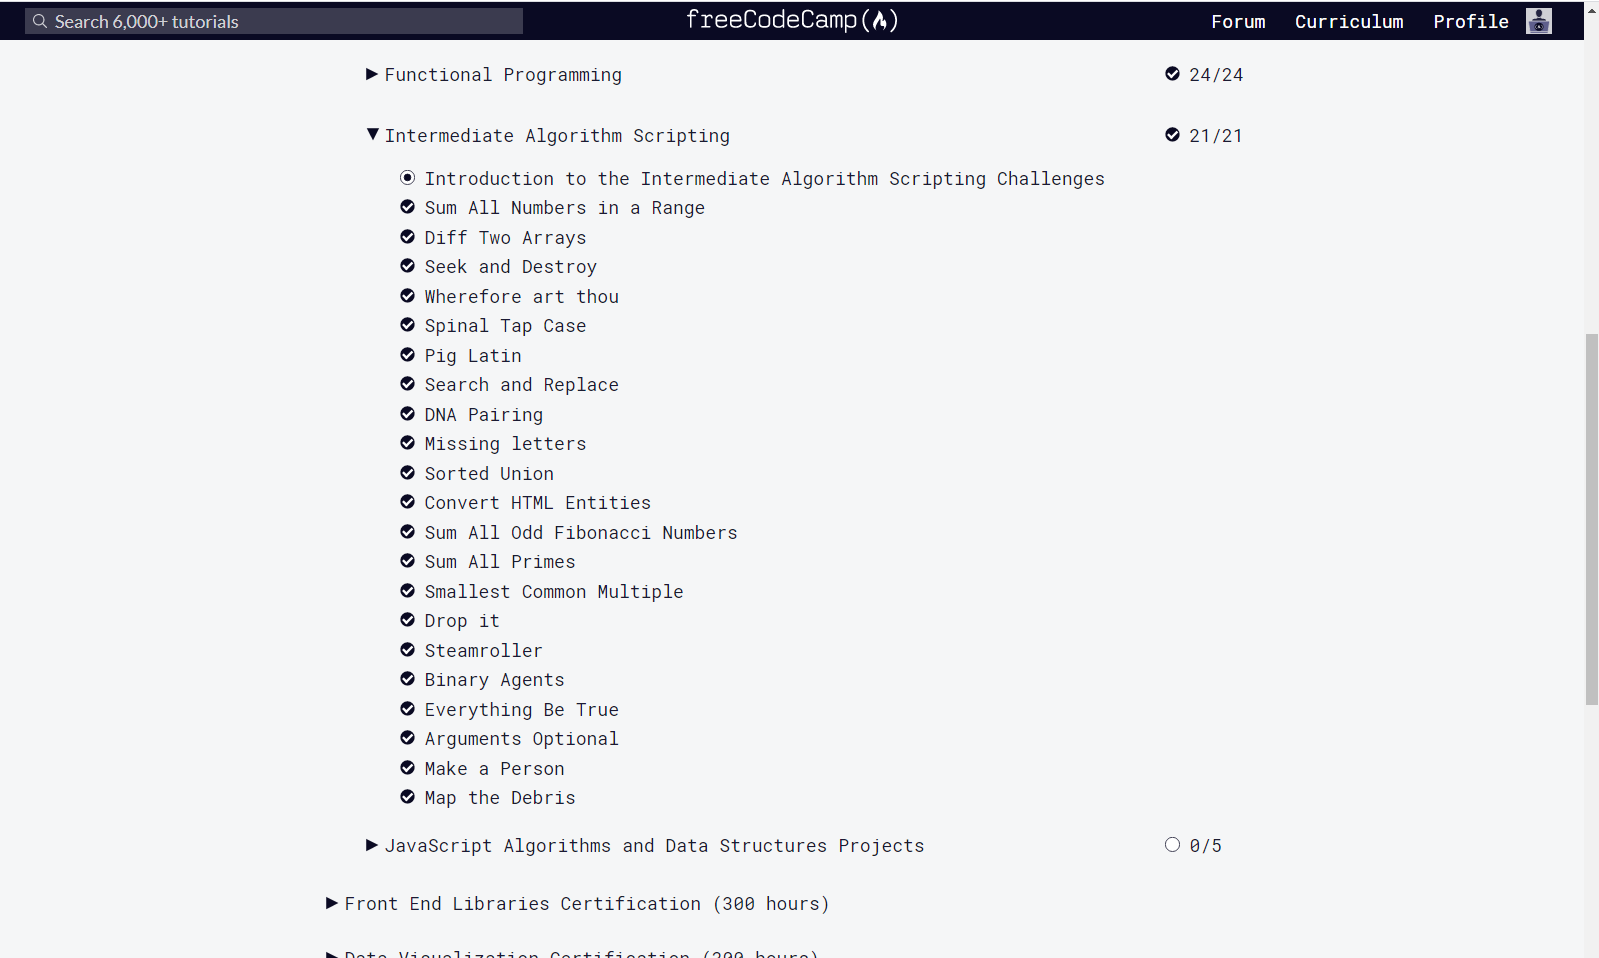 Search 6,000+ tutorials
freeCodeCamp
Forum Curriculum Profile
Functional Programming 24/24
Intermediate Algorithm Scripting 21/21
Introduction to the Intermediate Algorithm Scripting Challenges
Sum All Numbers in a Range
Diff Two Arrays
Seek and Destroy
Wherefore art thou
Spinal Tap Case
Pig Latin
Search and Replace
DNA Pairing
Missing letters
Sorted Union
Convert HTML Entities
Sum All Odd Fibonacci Numbers
Sum All Primes
Smallest Common Multiple
Drop it
Steamroller
Binary Agents
Everything Be True
Arguments Optional
Make a Person
Map the Debris
JavaScript Algorithms and Data Structures Projects 0/5
Front End Libraries Certification (300 hours)
Data Visualization Certification (300 hours)